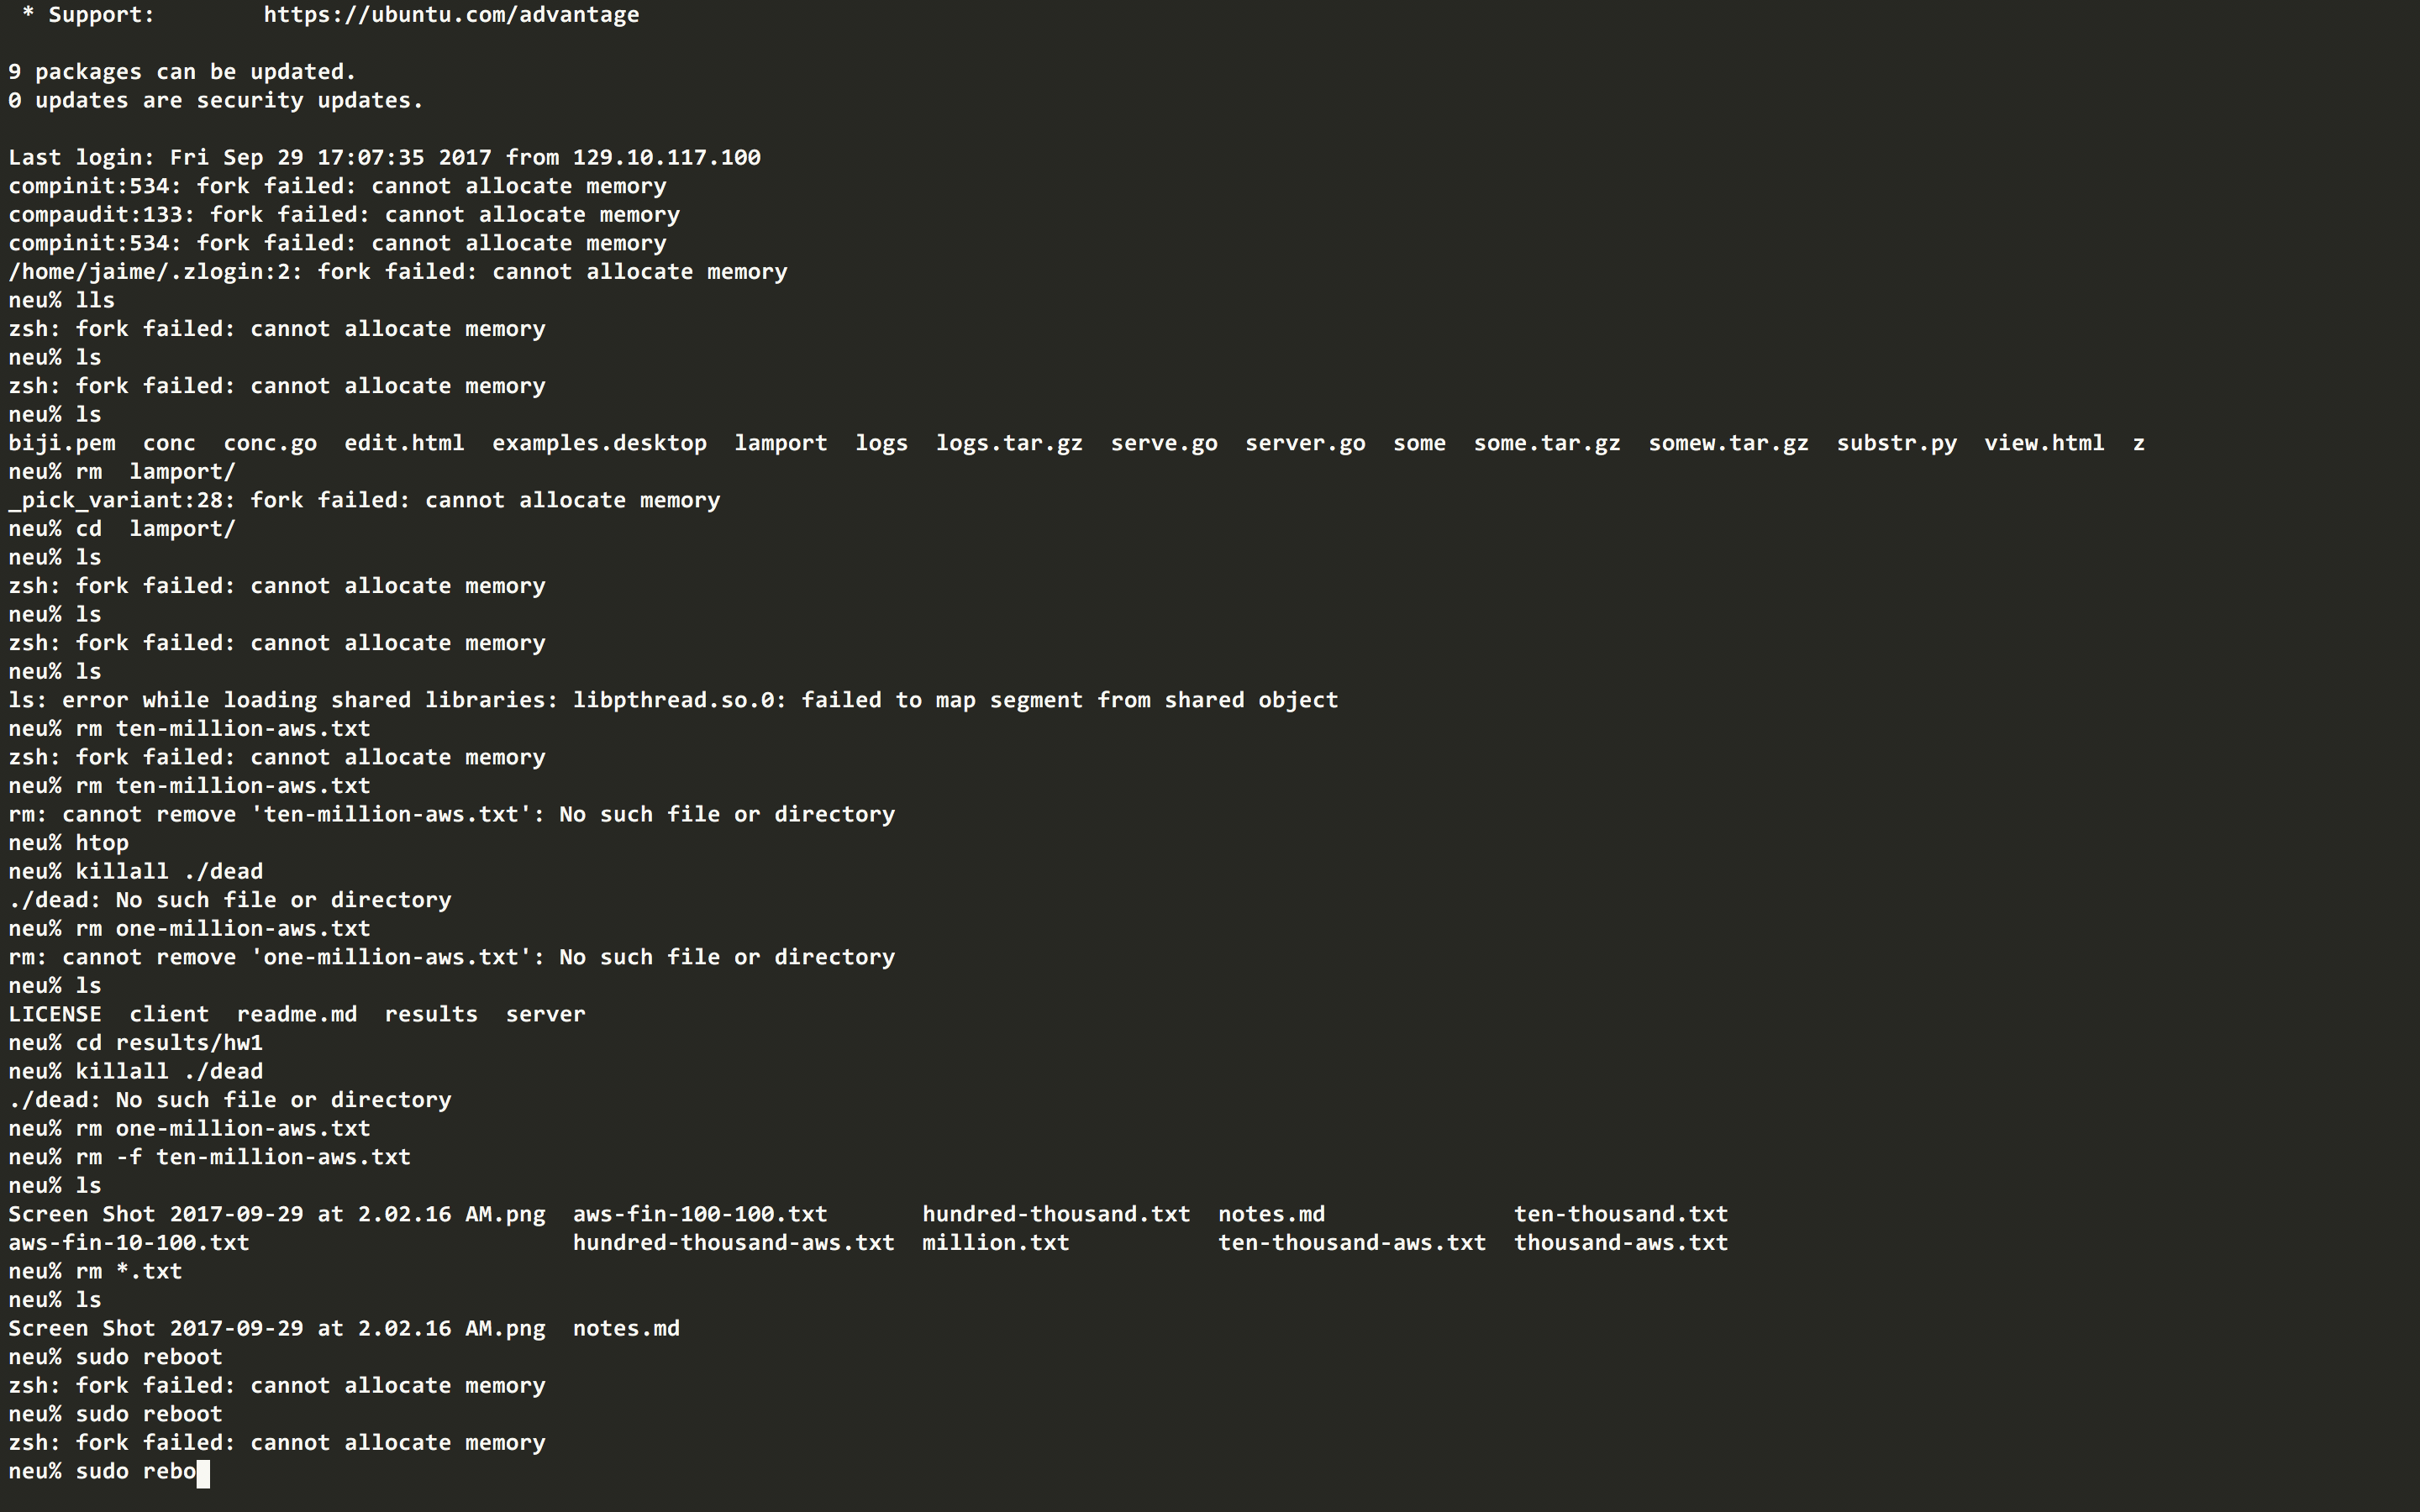 * Support:        https://ubuntu.com/advantage

9 packages can be updated.
0 updates are security updates.

Last login: Fri Sep 29 17:07:35 2017 from 129.10.117.100
compinit:534: fork failed: cannot allocate memory
compaudit:133: fork failed: cannot allocate memory
compinit:534: fork failed: cannot allocate memory
/home/jaime/.zlogin:2: fork failed: cannot allocate memory
neu% lls
zsh: fork failed: cannot allocate memory
neu% ls
zsh: fork failed: cannot allocate memory
neu% ls
biji.pem  conc  conc.go  edit.html  examples.desktop  lamport  logs  logs.tar.gz  serve.go  server.go  some  some.tar.gz  somew.tar.gz  substr.py  view.html  z
neu% rm  lamport/
_pick_variant:28: fork failed: cannot allocate memory
neu% cd  lamport/
neu% ls
zsh: fork failed: cannot allocate memory
neu% ls
zsh: fork failed: cannot allocate memory
neu% ls
ls: error while loading shared libraries: libpthread.so.0: failed to map segment from shared object
neu% rm ten-million-aws.txt
zsh: fork failed: cannot allocate memory
neu% rm ten-million-aws.txt
rm: cannot remove 'ten-million-aws.txt': No such file or directory
neu% htop
neu% killall ./dead
./dead: No such file or directory
neu% rm one-million-aws.txt
rm: cannot remove 'one-million-aws.txt': No such file or directory
neu% ls
LICENSE  client  readme.md  results  server
neu% cd results/hw1
neu% killall ./dead
./dead: No such file or directory
neu% rm one-million-aws.txt
neu% rm -f ten-million-aws.txt
neu% ls
Screen Shot 2017-09-29 at 2.02.16 AM.png  aws-fin-100-100.txt       hundred-thousand.txt  notes.md              ten-thousand.txt
aws-fin-10-100.txt                        hundred-thousand-aws.txt  million.txt           ten-thousand-aws.txt  thousand-aws.txt
neu% rm *.txt
neu% ls
Screen Shot 2017-09-29 at 2.02.16 AM.png  notes.md
neu% sudo reboot
zsh: fork failed: cannot allocate memory
neu% sudo reboot
zsh: fork failed: cannot allocate memory
neu% sudo rebo